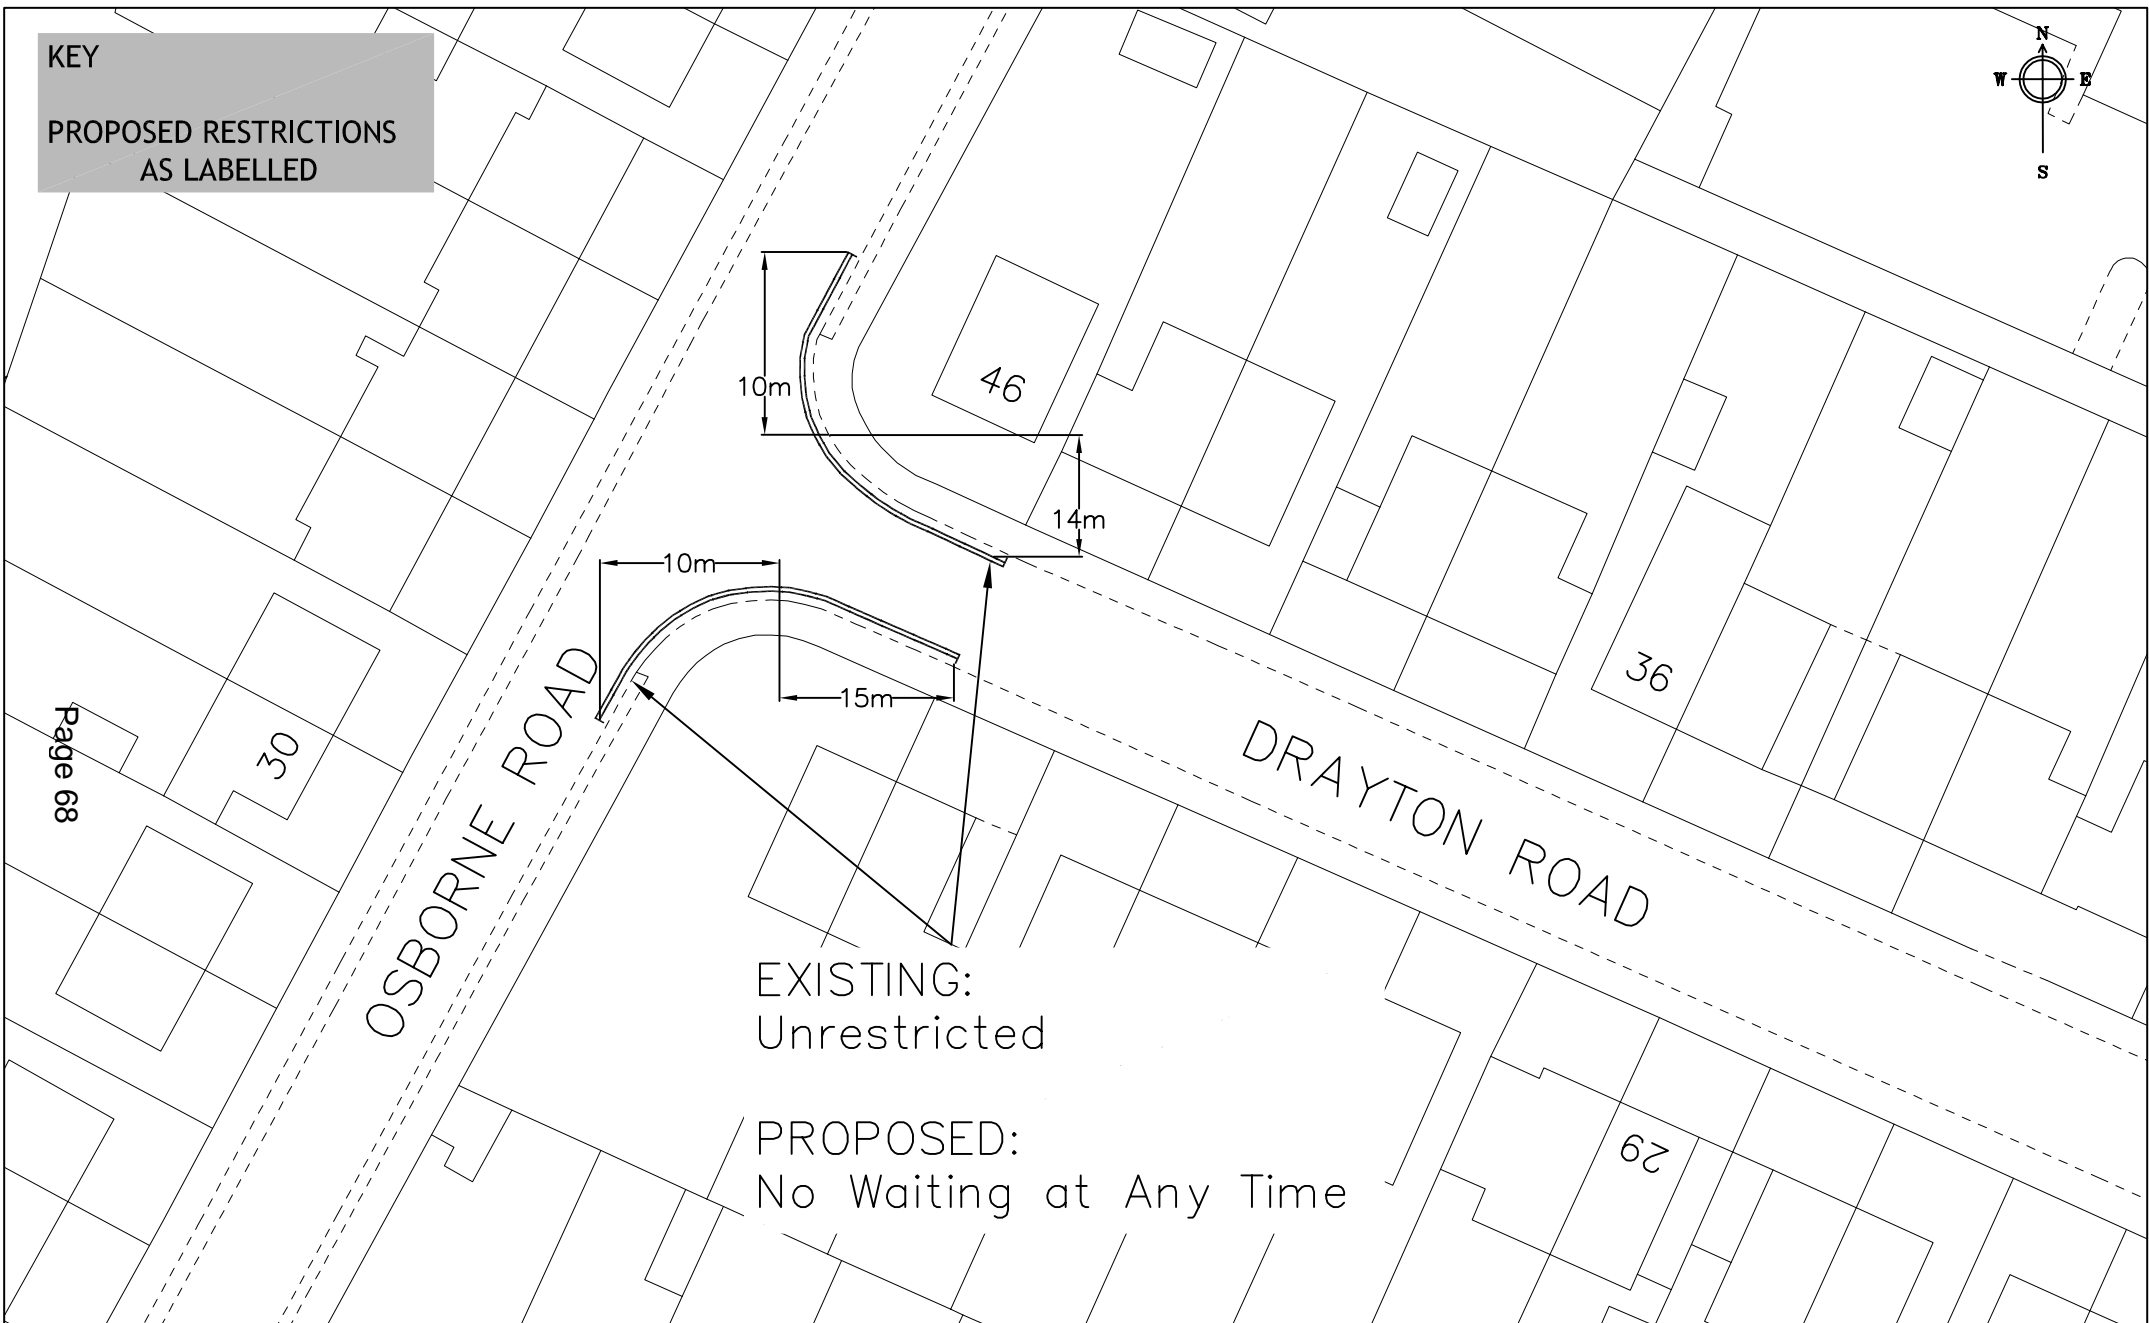 KEY
PROPOSED RESTRICTIONS
AS LABELLED
N
W E
S
10m
46
14m
10m
15m
OSBORNE ROAD
DRAYTON ROAD
36
30
29
Page 68
EXISTING:
Unrestricted
PROPOSED:
No Waiting at Any Time